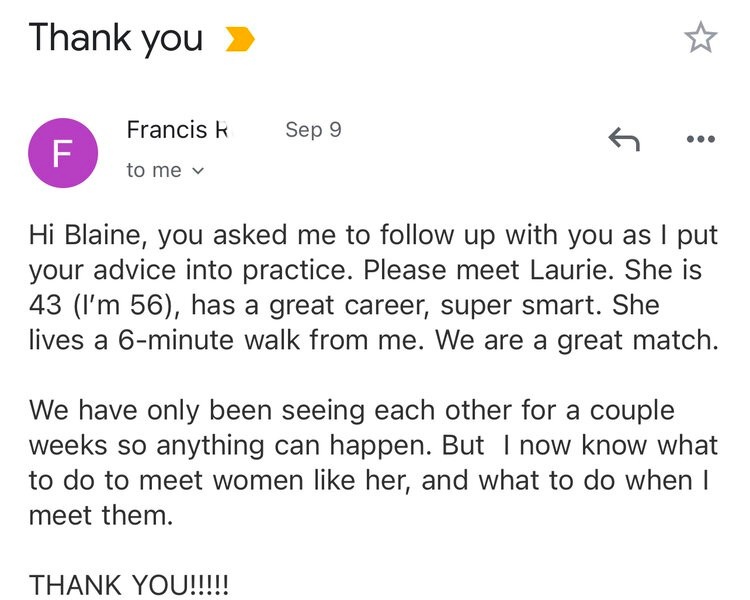 Thank you
Francis R
Sep 9
F
to me
Hi Blaine, you asked me to follow up with you as I put
your advice into practice. Please meet Laurie. She is
43 (I'm 56), has a great career, super smart. She
lives a 6-minute walk from me. We are a great match.
We have only been seeing each other for a couple
weeks so anything can happen. But  I now know what
to do to meet women like her, and what to do when I
meet them.
THANK YOU!!!!!